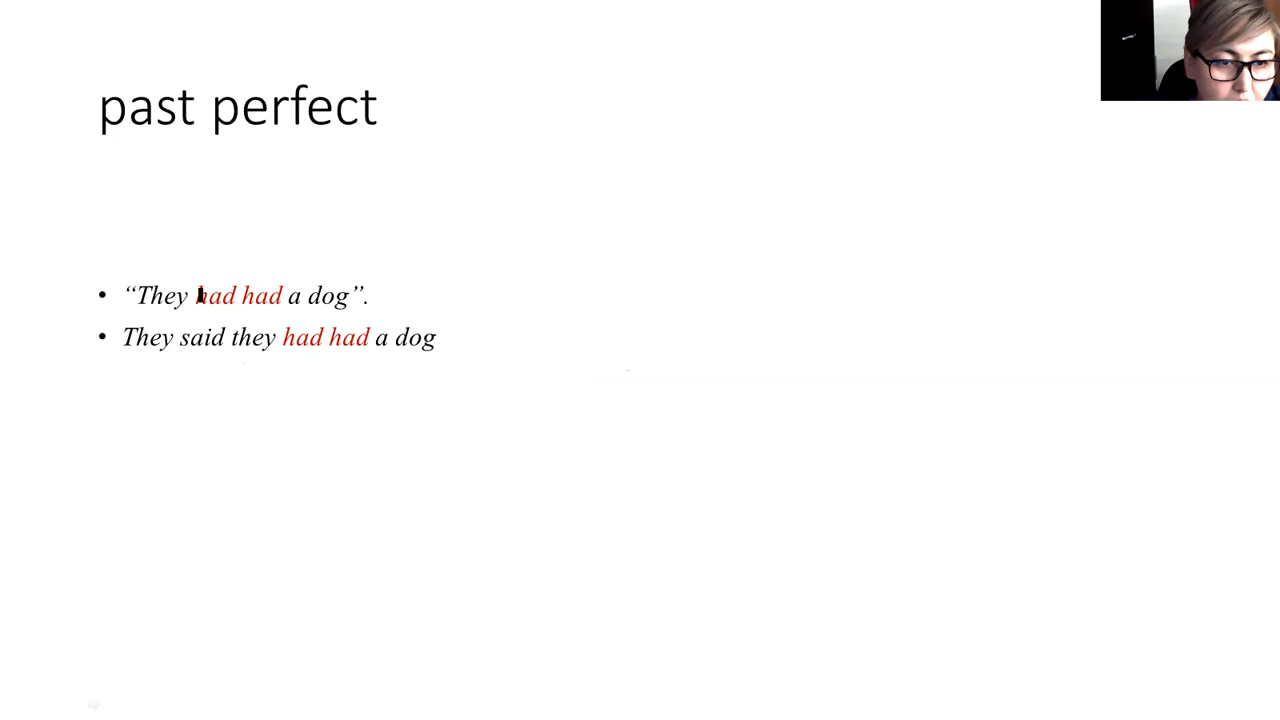 past perfect
• “They had had a dog”.
• They said they had had a dog